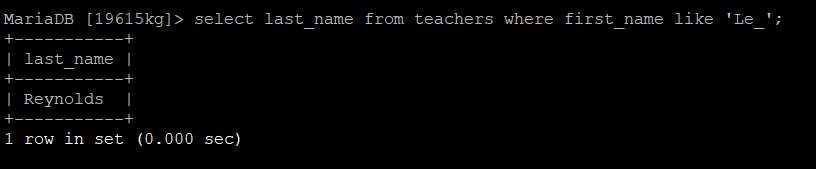 MariaDB [19615kg]> select last_name from teachers where first_name like 'Le_';
+-----------+
| last_name |
+-----------+
| Reynolds  |
+-----------+
1 row in set (0.000 sec)